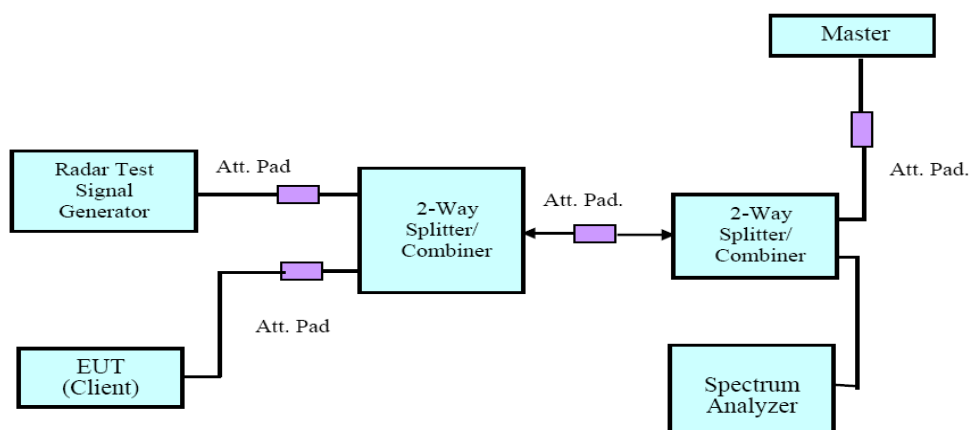 Master
Att. Pad.
Radar Test
Signal
Generator
Att. Pad
2-Way
Splitter/
Combiner
Att. Pad.
2-Way
Splitter/
Combiner
Att. Pad
EUT
(Client)
Spectrum
Analyzer